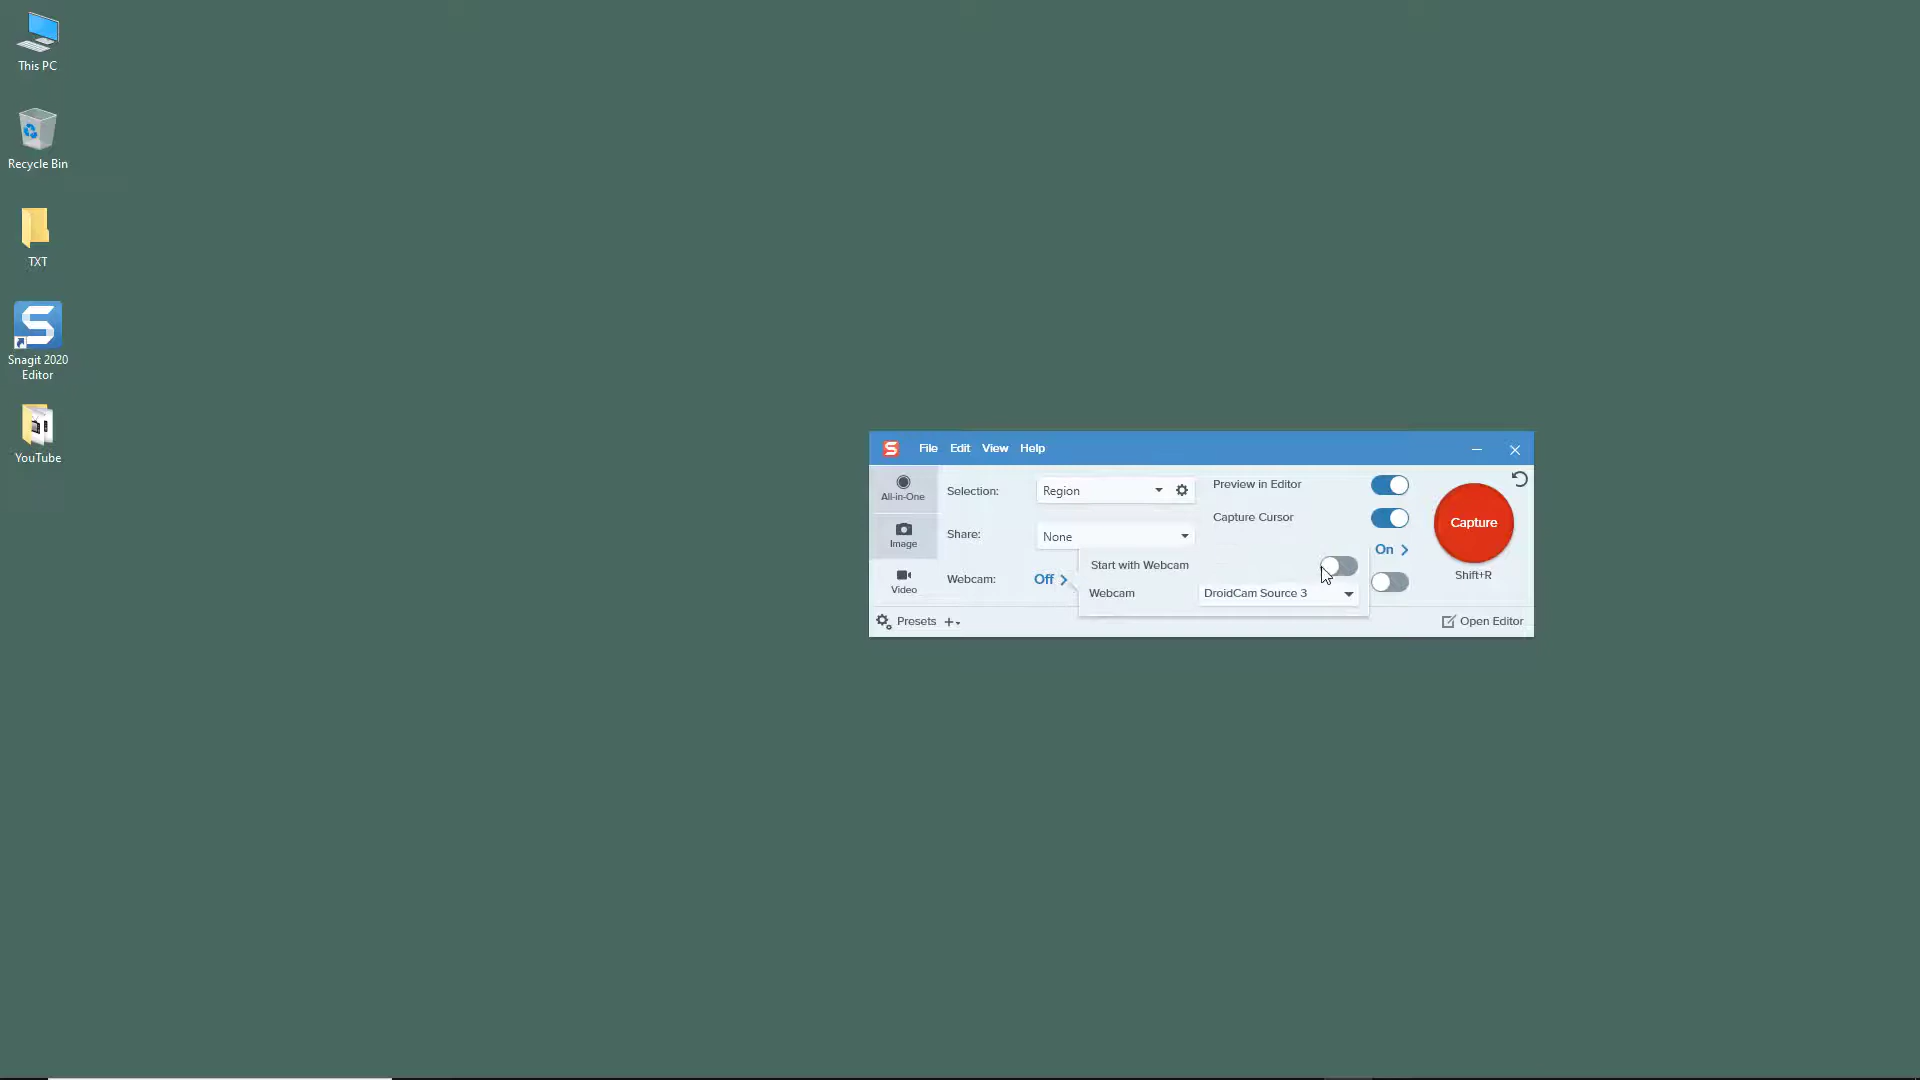 This PC
Recycle Bin
TXT
Snagit 2020
Editor
YouTube
File Edit View Help
All-in-One
Image
Video
Selection: Region
Share: None
Webcam: Off
Preview in Editor
Capture Cursor
On
Start with Webcam
Webcam DroidCam Source 3
Capture
Shift+R
Presets
Open Editor